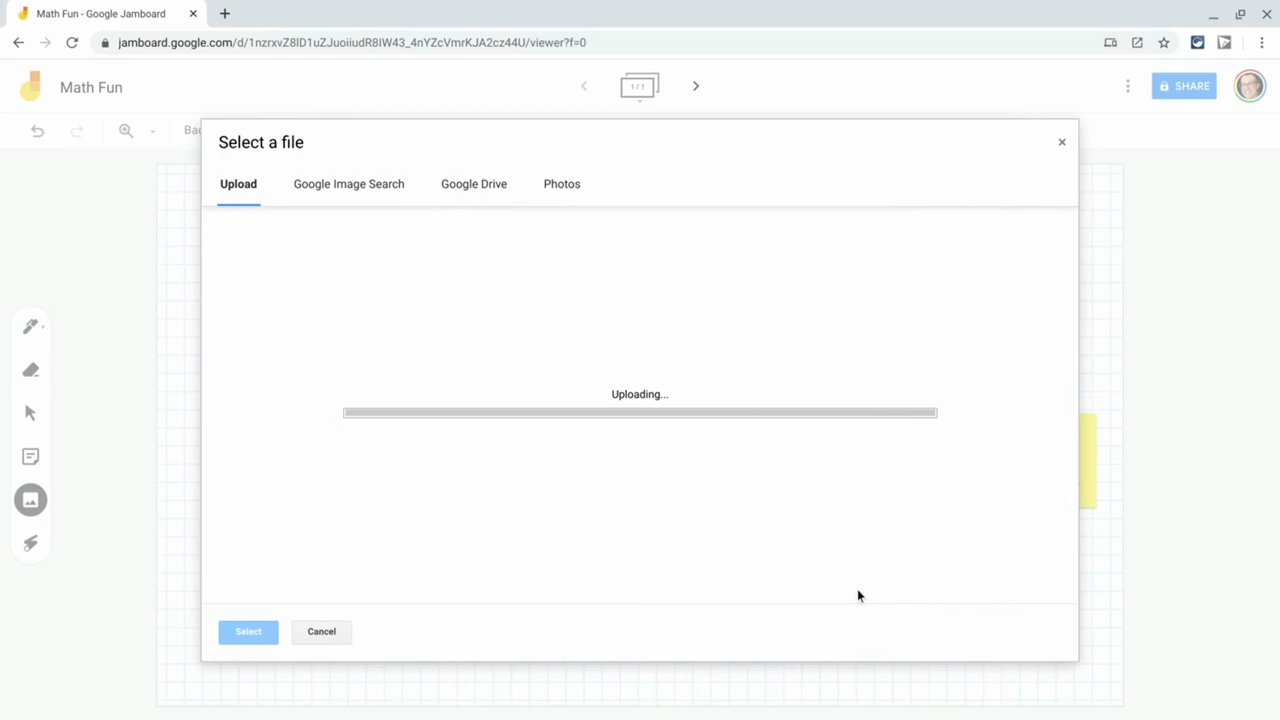 Math Fun - Google Jamboard
jamboard.google.com/d/1nzrxvZ8lD1uZJuoiiudR8IW43_4nYZcVmrKJA2cz44U/viewer?f=0
Math Fun
1/1
SHARE
Bac
Select a file
Upload
Google Image Search
Google Drive
Photos
Uploading...
Select
Cancel